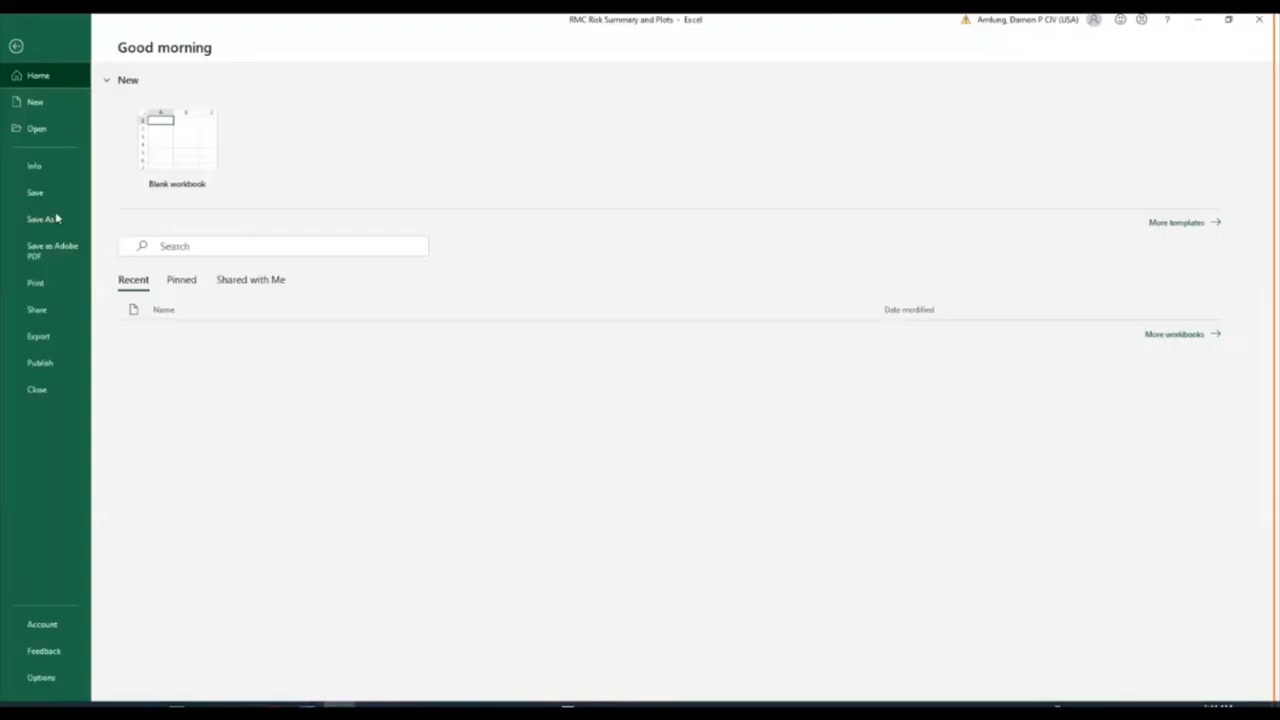 RMC Risk Summary and Plots - Excel
Amlung, Damon P CIV (USA)
?
Good morning
Home
New
Open
Info
Save
Save As
Save as Adobe
PDF
Print
Share
Export
Publish
Close
Account
Feedback
Options
New
Blank workbook
More templates
Search
Recent Pinned Shared with Me
Name Date modified
More workbooks